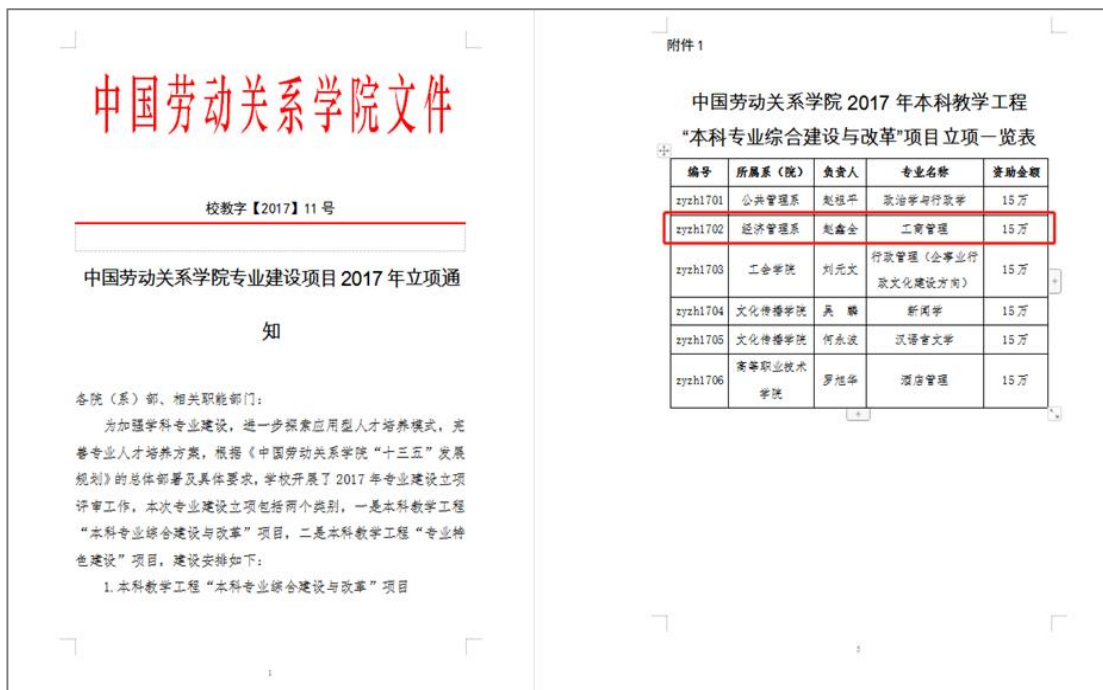 中国劳动关系学院文件
校教字【2017】11 号
中国劳动关系学院专业建设项目 2017 年立项通
知
各院（系）部、相关职能部门：
为加强学科专业建设，进一步探索应用型人才培养模式，完
善专业人才培养方案，根据《中国劳动关系学院“十三五”发展
规划》的总体部署及具体要求，学校开展了 2017 年专业建设立项
评审工作，本次专业建设立项包括两个类别，一是本科教学工程
“本科专业综合建设与改革”项目，二是本科教学工程“专业特
色建设”项目，建设安排如下：
1.本科教学工程“本科专业综合建设与改革”项目
1
附件 1
中国劳动关系学院 2017 年本科教学工程
“本科专业综合建设与改革”项目立项一览表
编号 所属系（院） 负责人 专业名称 资助金额
zyzh1701 公共管理系 赵祖平 政治学与行政学 15万
zyzh1702 经济管理系 赵鑫全 工商管理 15万
zyzh1703 工会学院 刘元文 行政管理（企事业行
政文化建设方向） 15万
zyzh1704 文化传播学院 吴 麟 新闻学 15万
zyzh1705 文化传播学院 何永波 汉语言文学 15万
zyzh1706 高等职业技术
学院 罗旭华 酒店管理 15万